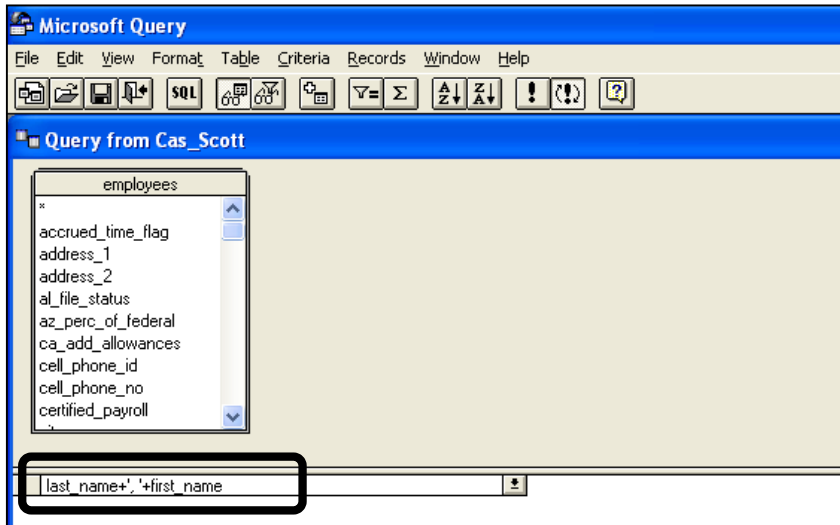 Microsoft Query
File Edit View Format Table Criteria Records Window Help
SQL
Query from Cas_Scott
employees
*
accrued_time_flag
address_1
address_2
al_file_status
az_perc_of_federal
ca_add_allowances
cell_phone_id
cell_phone_no
certified_payroll
last_name+', '+first_name